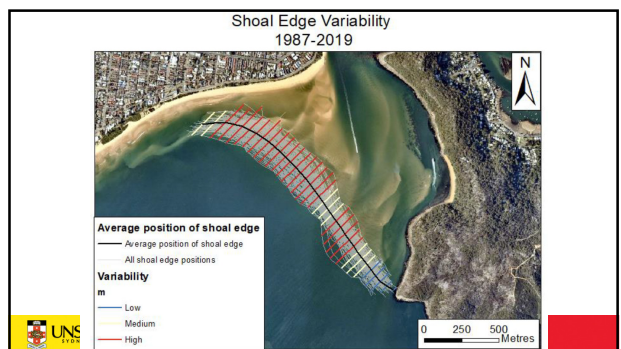 Shoal Edge Variability
1987-2019
N
Average position of shoal edge
Average position of shoal edge
All shoal edge positions
Variability
m
Low
Medium
High
0 250 500
Metres
UNS
SYDN